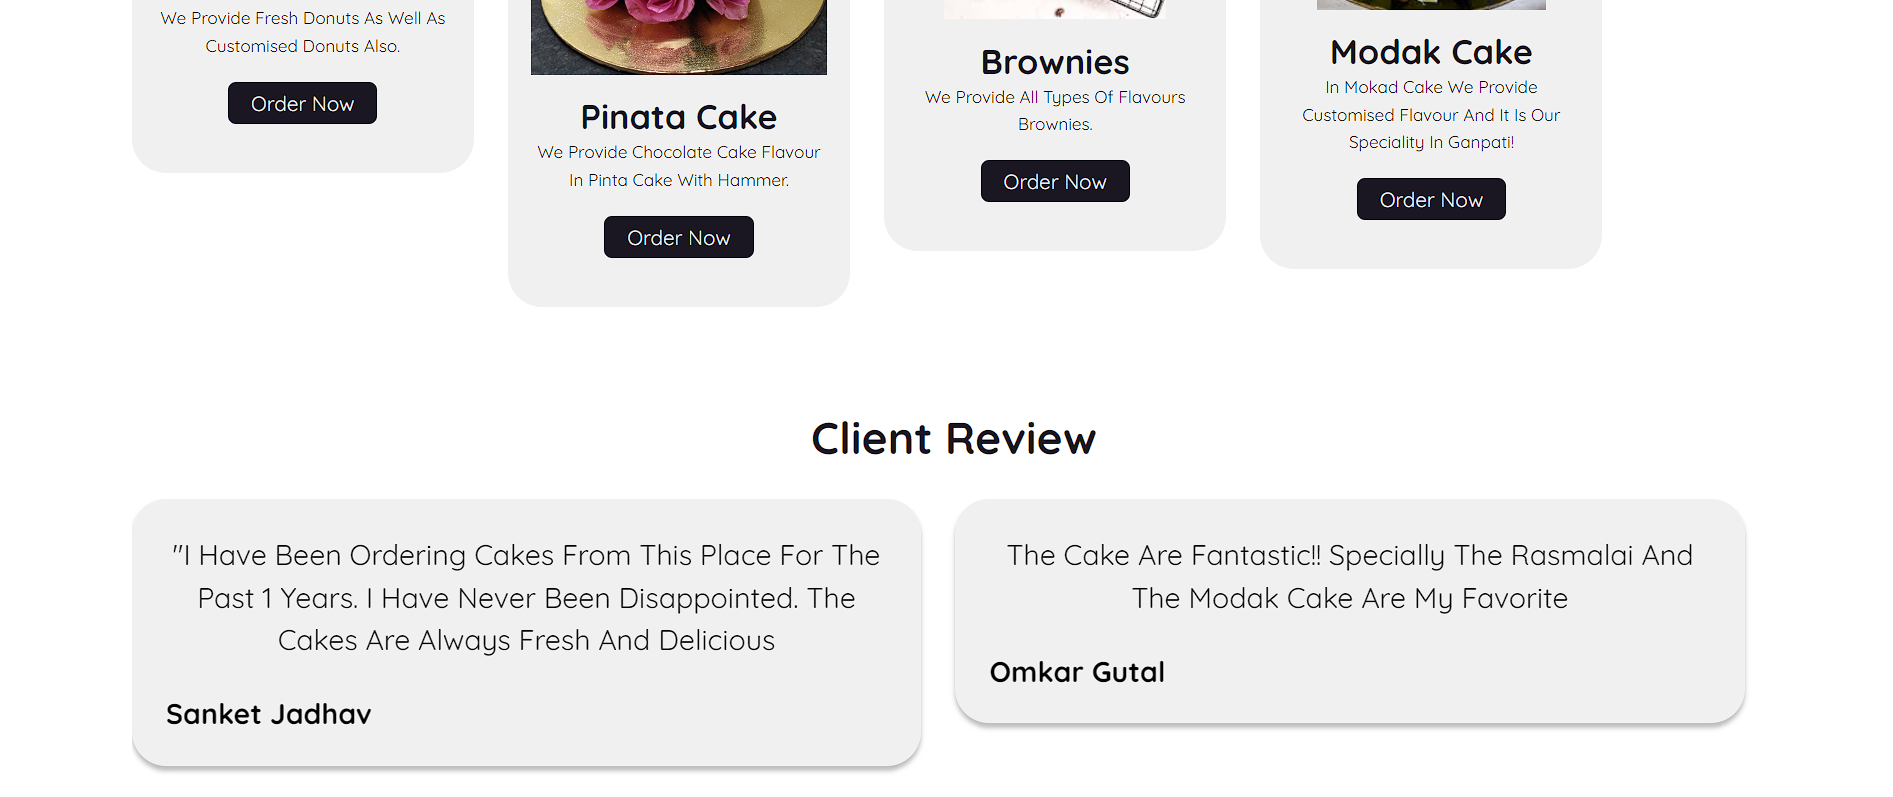 We Provide Fresh Donuts As Well As
Customised Donuts Also.
Order Now
Pinata Cake
We Provide Chocolate Cake Flavour
In Pinta Cake With Hammer.
Order Now
Brownies
We Provide All Types Of Flavours
Brownies.
Order Now
Modak Cake
In Mokad Cake We Provide
Customised Flavour And It Is Our
Speciality In Ganpati!
Order Now
Client Review
"I Have Been Ordering Cakes From This Place For The
Past 1 Years. I Have Never Been Disappointed. The
Cakes Are Always Fresh And Delicious
Sanket Jadhav
The Cake Are Fantastic!! Specially The Rasmalai And
The Modak Cake Are My Favorite
Omkar Gutal